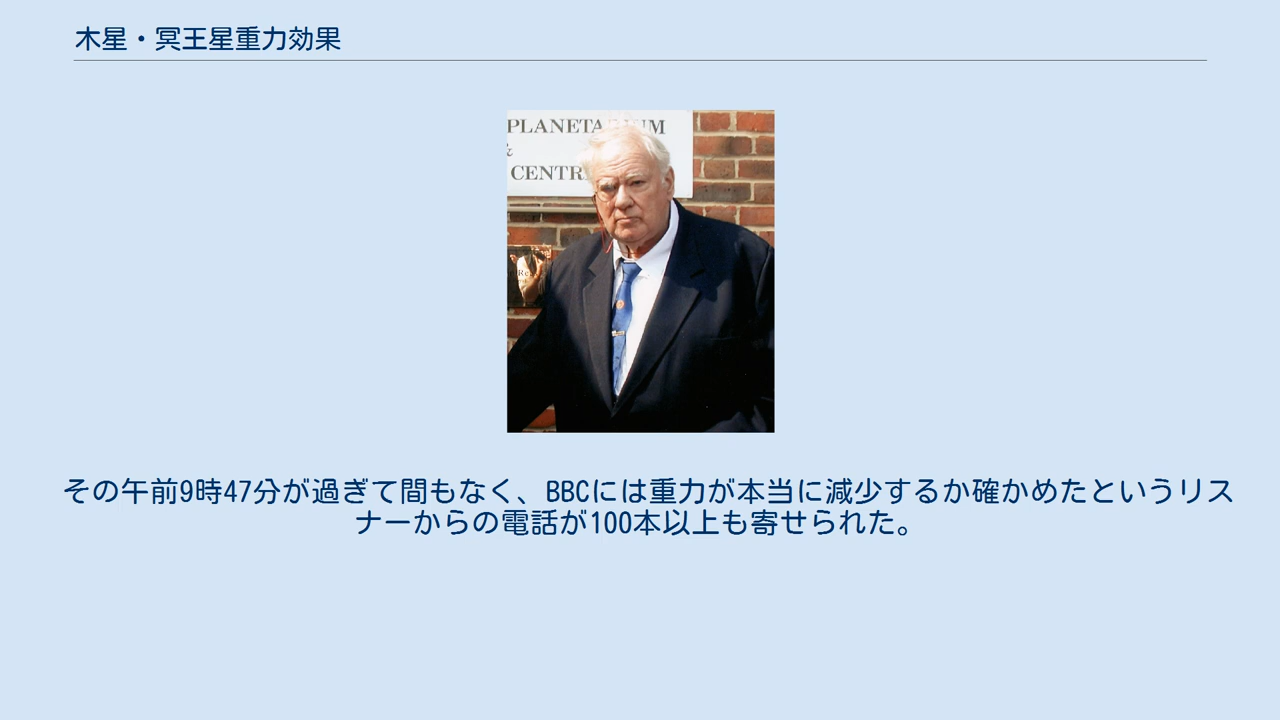 木星・冥王星重力効果
PLANETA
&
CENTR
その午前9時47分が過ぎて間もなく、BBCには重力が本当に減少するか確かめたというリス
ナーからの電話が100本以上も寄せられた。